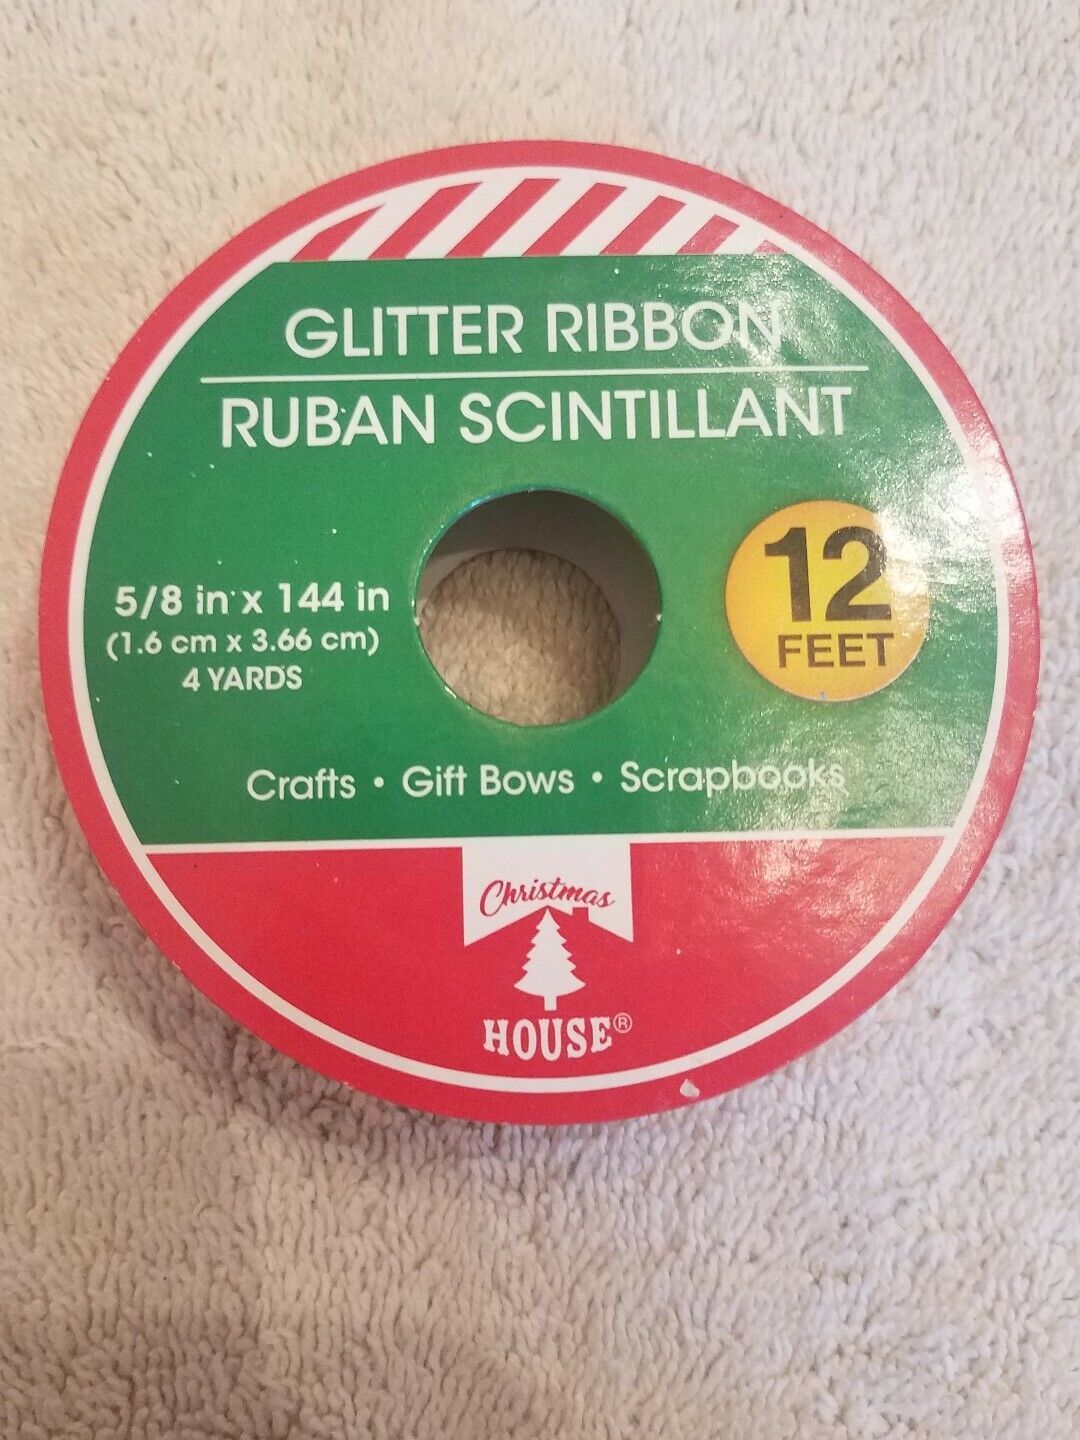 GLITTER RIBBON
RUBAN SCINTILLANT
5/8 in x 144 in
(1.6 cm x 3.66 cm)
4 YARDS
12
FEET
Crafts • Gift Bows • Scrapbooks
Christmas
HOUSE®